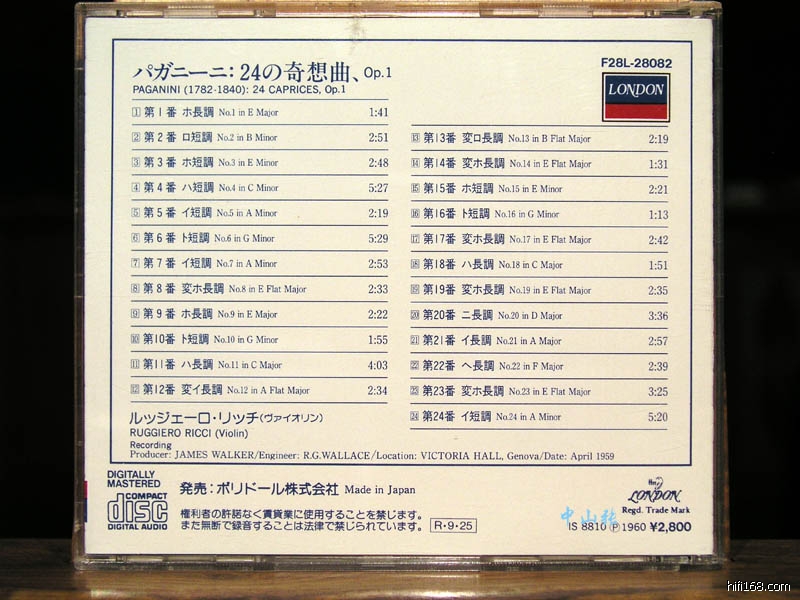 F28L-28082
LONDON
パガニーニ: 24の奇想曲、Op.1
PAGANINI (1782-1840): 24 CAPRICES, Op.1
1 第1番 ホ長調 No.1 in E Major 1:41
2 第2番 ロ短調 No.2 in B Minor 2:51
3 第3番 ホ短調 No.3 in E Minor 2:48
4 第4番 ハ短調 No.4 in C Minor 5:27
5 第5番 イ短調 No.5 in A Minor 2:19
6 第6番 ト短調 No.6 in G Minor 5:29
7 第7番 イ短調 No.7 in A Minor 2:53
8 第8番 変ホ長調 No.8 in E Flat Major 2:33
9 第9番 ホ長調 No.9 in E Major 2:22
10 第10番 ト短調 No.10 in G Minor 1:55
11 第11番 ハ長調 No.11 in C Major 4:03
12 第12番 変イ長調 No.12 in A Flat Major 2:34
13 第13番 変ロ長調 No.13 in B Flat Major 2:19
14 第14番 変ホ長調 No.14 in E Flat Major 1:31
15 第15番 ホ短調 No.15 in E Minor 2:21
16 第16番 ト短調 No.16 in G Minor 1:13
17 第17番 変ホ長調 No.17 in E Flat Major 2:42
18 第18番 ハ長調 No.18 in C Major 1:51
19 第19番 変ホ長調 No.19 in E Flat Major 2:35
20 第20番 ニ長調 No.20 in D Major 3:36
21 第21番 イ長調 No.21 in A Major 2:57
22 第22番 ヘ長調 No.22 in F Major 2:39
23 第23番 変ホ長調 No.23 in E Flat Major 3:25
24 第24番 イ短調 No.24 in A Minor 5:20
ルッジェーロ・リッチ(ヴァイオリン)
RUGGIERO RICCI (Violin)
Recording
Producer: JAMES WALKER/Engineer: R.G.WALLACE/Location: VICTORIA HALL, Genova/Date: April 1959
DIGITALLY
MASTERED
COMPACT
disc
DIGITAL AUDIO
発売：ポリドール株式会社 Made in Japan
権利者の許諾なく賃貸業に使用することを禁じます。
また無断で録音することは法律で禁じられています。
R・9・25
LONDON
Regd. Trade Mark
中山
IS 8810 Ⓟ 1960 ¥2,800
hifi168.com